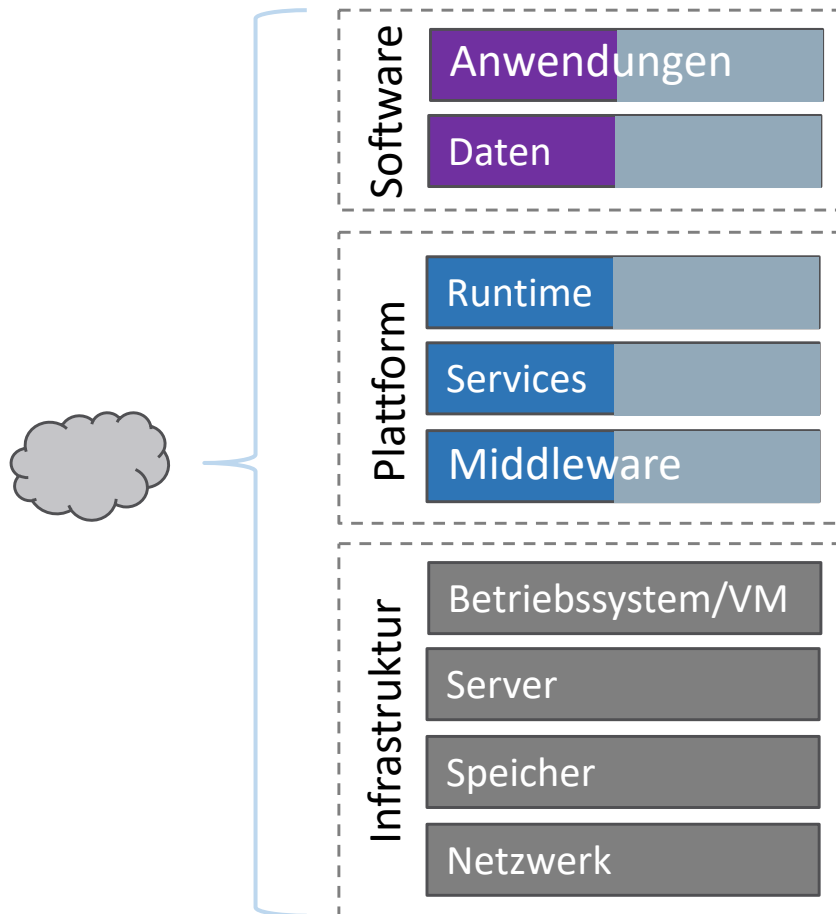 Software
Anwendungen
Daten
Plattform
Runtime
Services
Middleware
Infrastruktur
Betriebssystem/VM
Server
Speicher
Netzwerk